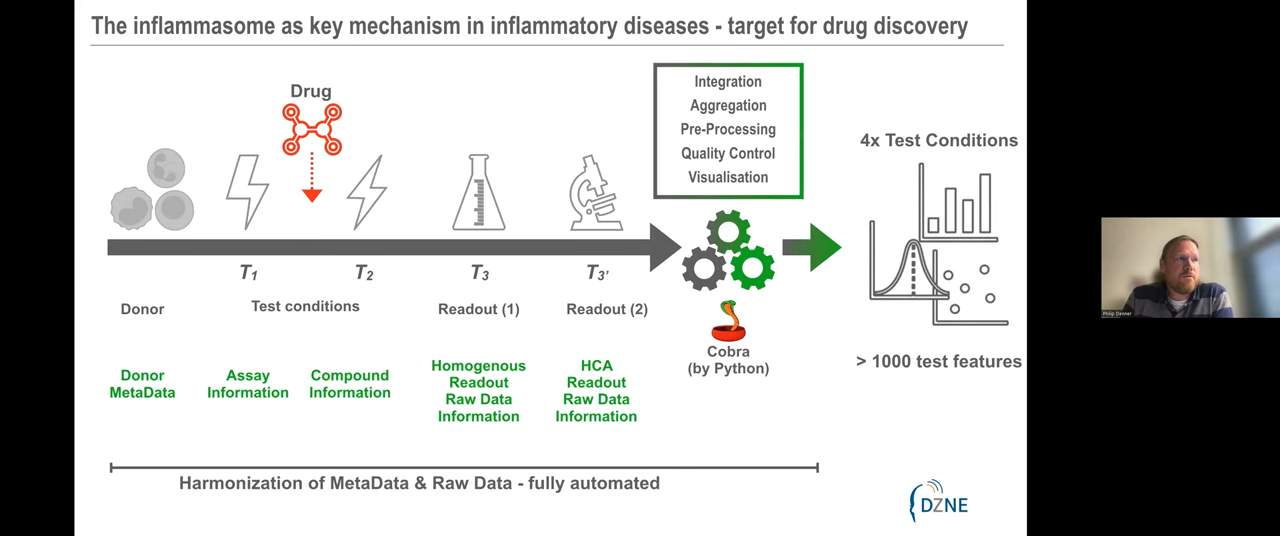 The inflammasome as key mechanism in inflammatory diseases - target for drug discovery
Drug
Integration
Aggregation
Pre-Processing
Quality Control
Visualisation
4x Test Conditions
T1
T2
T3
T3'
Donor
Test conditions
Readout (1)
Readout (2)
Cobra
(by Python)
> 1000 test features
Donor
MetaData
Assay
Information
Compound
Information
Homogenous
Readout
Raw Data
Information
HCA
Readout
Raw Data
Information
Harmonization of MetaData & Raw Data - fully automated
DZNE
Philip Denner